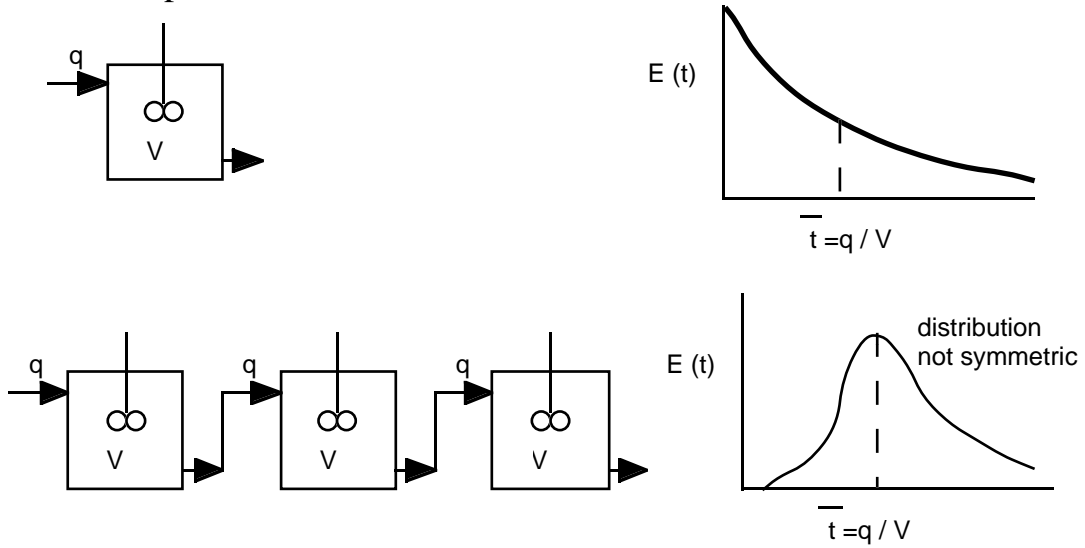 q
V
E (t)
t =q / V
q
V
q
V
q
V
E (t)
distribution
not symmetric
t =q / V